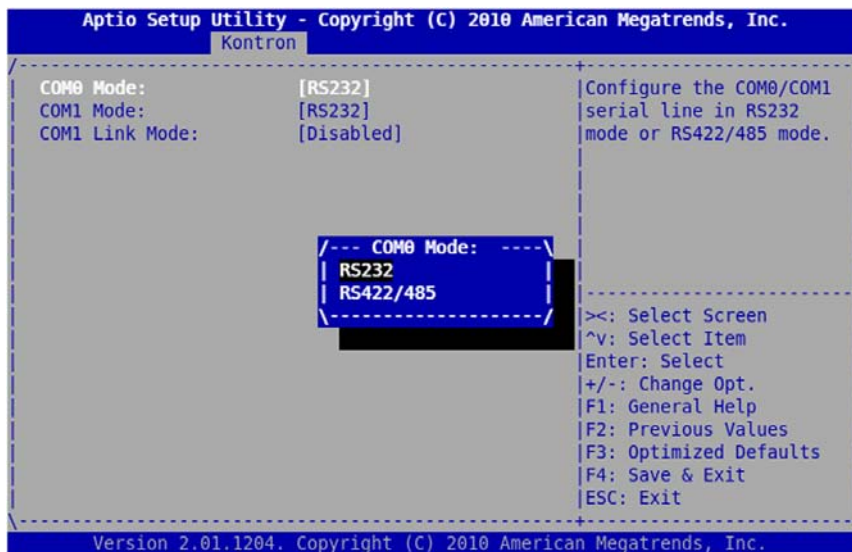 Aptio Setup Utility - Copyright (C) 2010 American Megatrends, Inc.
Kontron
COM0 Mode: [RS232]
COM1 Mode: [RS232]
COM1 Link Mode: [Disabled]
Configure the COM0/COM1
serial line in RS232
mode or RS422/485 mode.
/--- COM0 Mode: ----\
RS232
RS422/485
><: Select Screen
^v: Select Item
Enter: Select
+/-: Change Opt.
F1: General Help
F2: Previous Values
F3: Optimized Defaults
F4: Save & Exit
ESC: Exit
Version 2.01.1204. Copyright (C) 2010 American Megatrends, Inc.